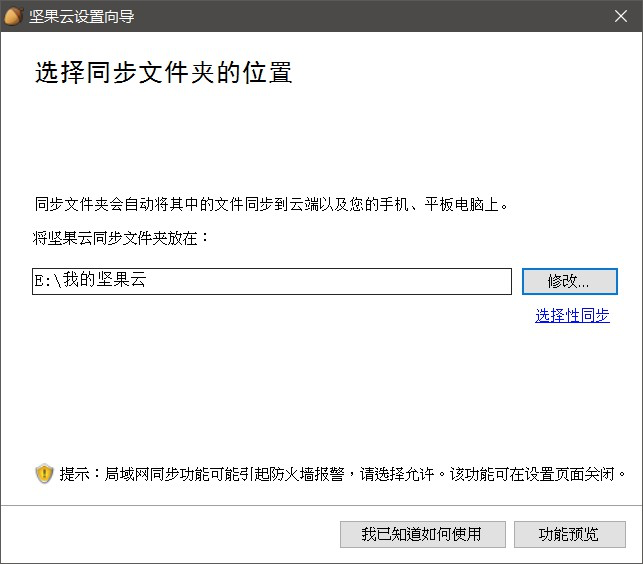 坚果云设置向导
选择同步文件夹的位置
同步文件夹会自动将其中的文件同步到云端以及您的手机、平板电脑上。
将坚果云同步文件夹放在：
E:\我的坚果云
修改...
选择性同步
提示：局域网同步功能可能引起防火墙报警，请选择允许。该功能可在设置页面关闭。
我已知道如何使用
功能预览